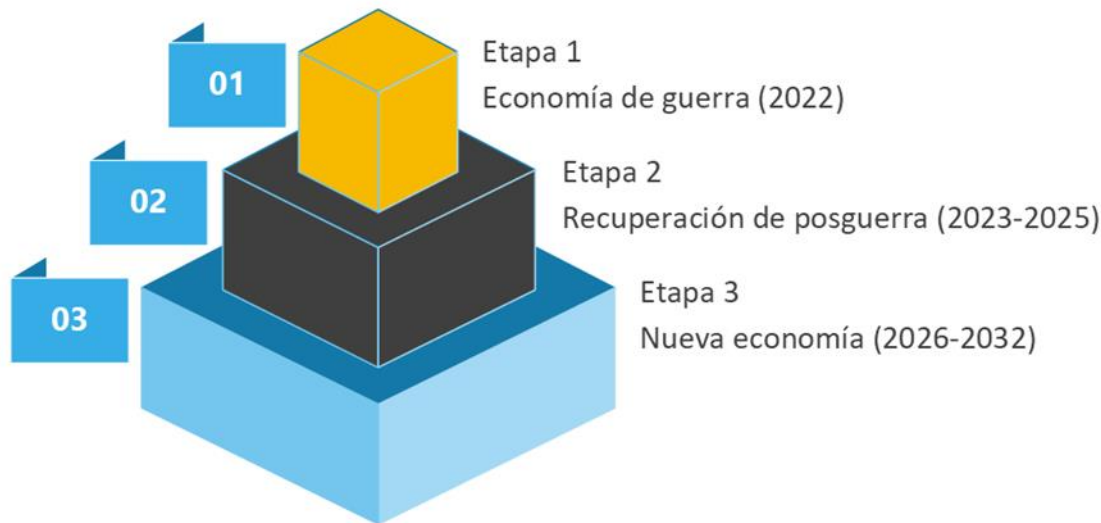 01
Etapa 1
Economía de guerra (2022)
02
Etapa 2
Recuperación de posguerra (2023-2025)
03
Etapa 3
Nueva economía (2026-2032)